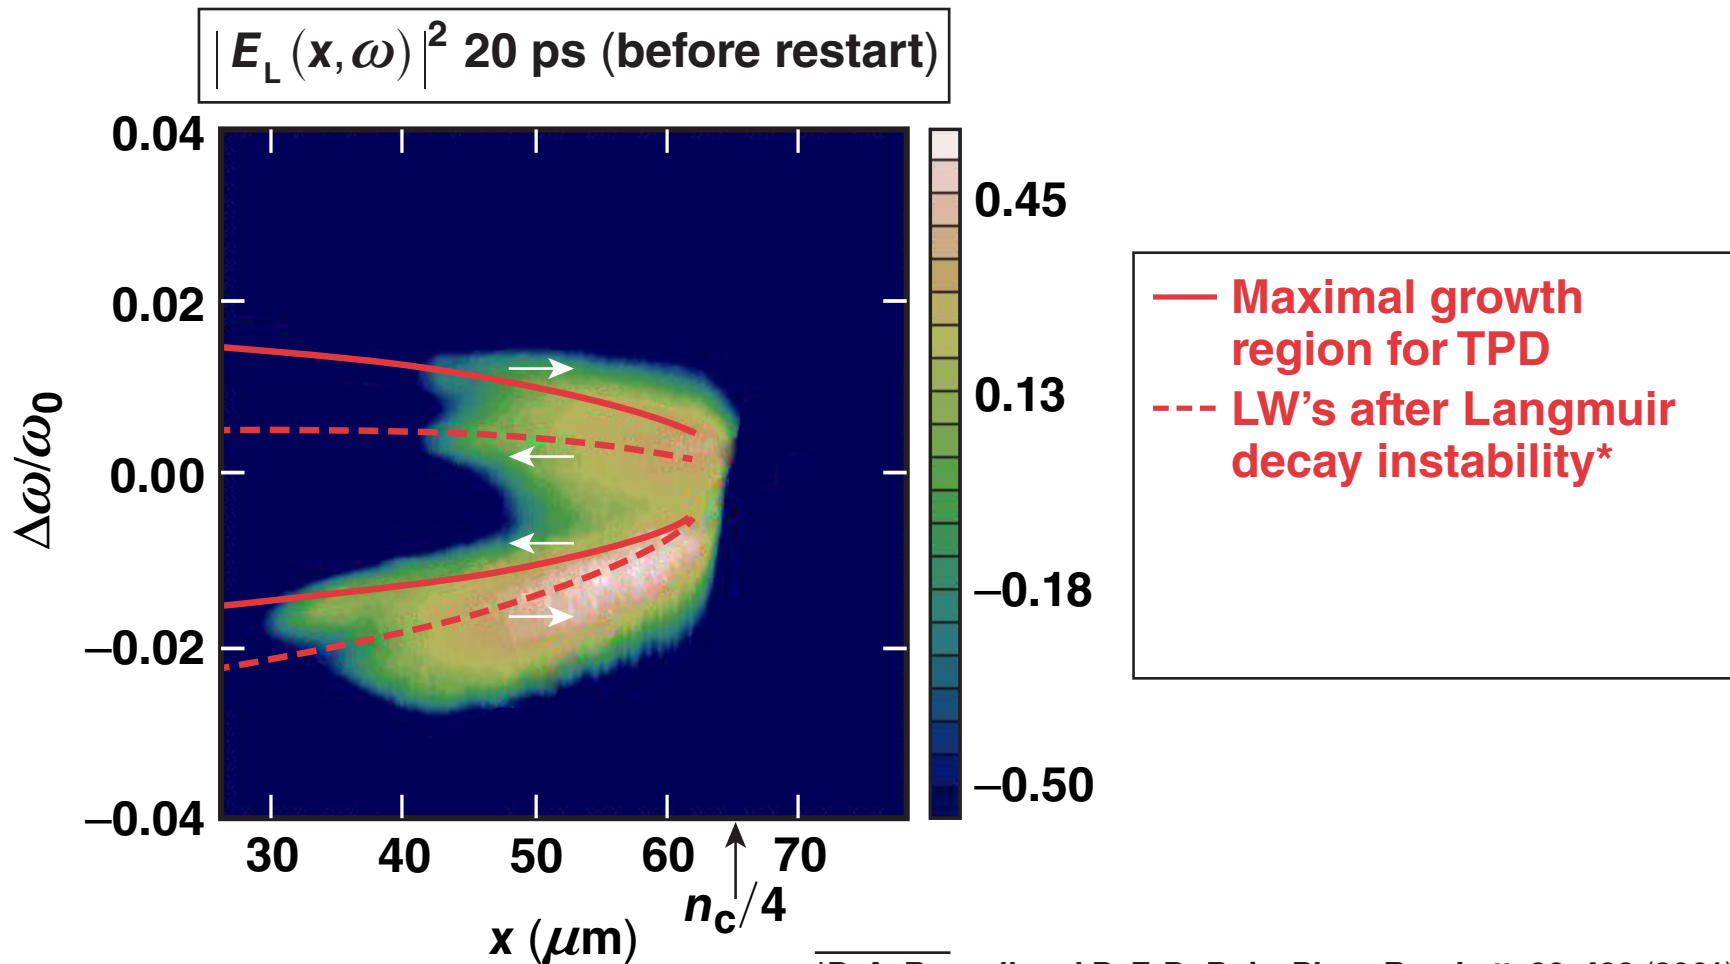 |E_L (x, ω)|² 20 ps (before restart)
0.04
0.02
0.00
–0.02
–0.04
Δω/ω₀
30
40
50
60
70
n_c/4
x (μm)
0.45
0.13
–0.18
–0.50
Maximal growth
region for TPD
LW's after Langmuir
decay instability*